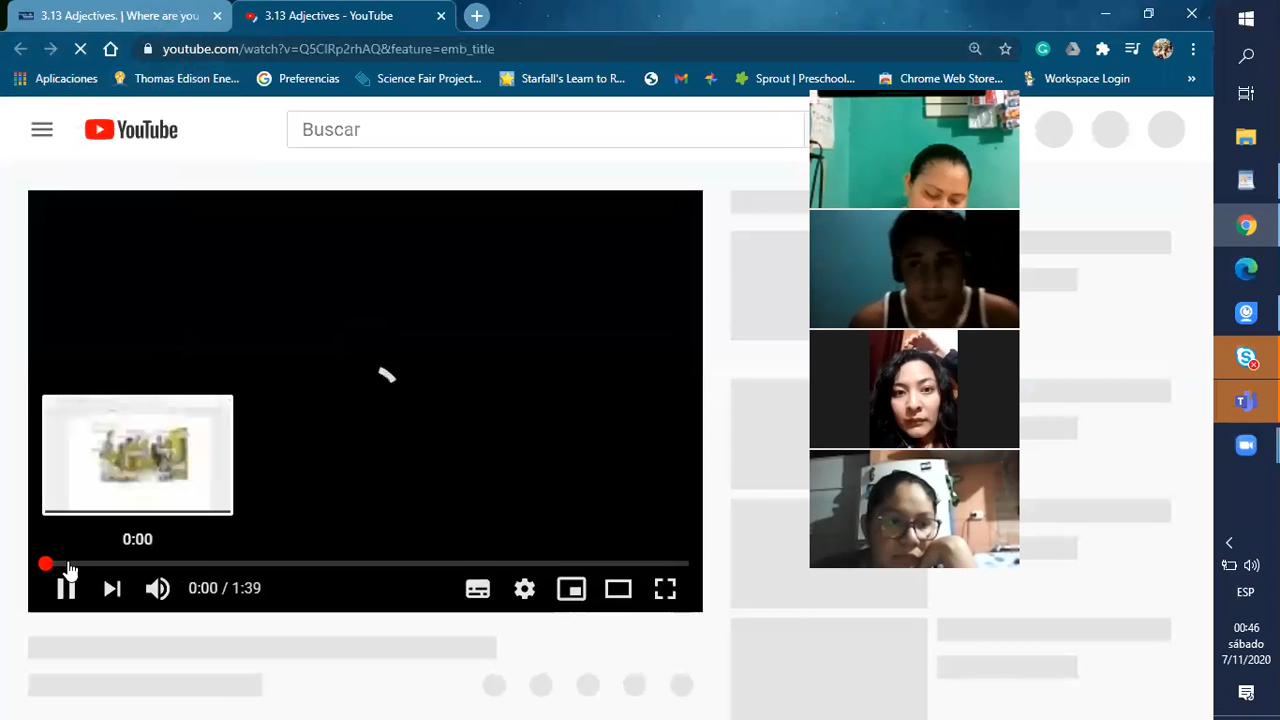 3.13 Adjectives. | Where are you
3.13 Adjectives - YouTube
youtube.com/watch?v=Q5ClRp2rhAQ&feature=emb_title
Aplicaciones
Thomas Edison Ene...
Preferencias
Science Fair Project...
Starfall's Learn to R...
Sprout | Preschool...
Chrome Web Store...
Workspace Login
»
YouTube
Buscar
0:00
0:00 / 1:39
ESP
00:46
sábado
7/11/2020